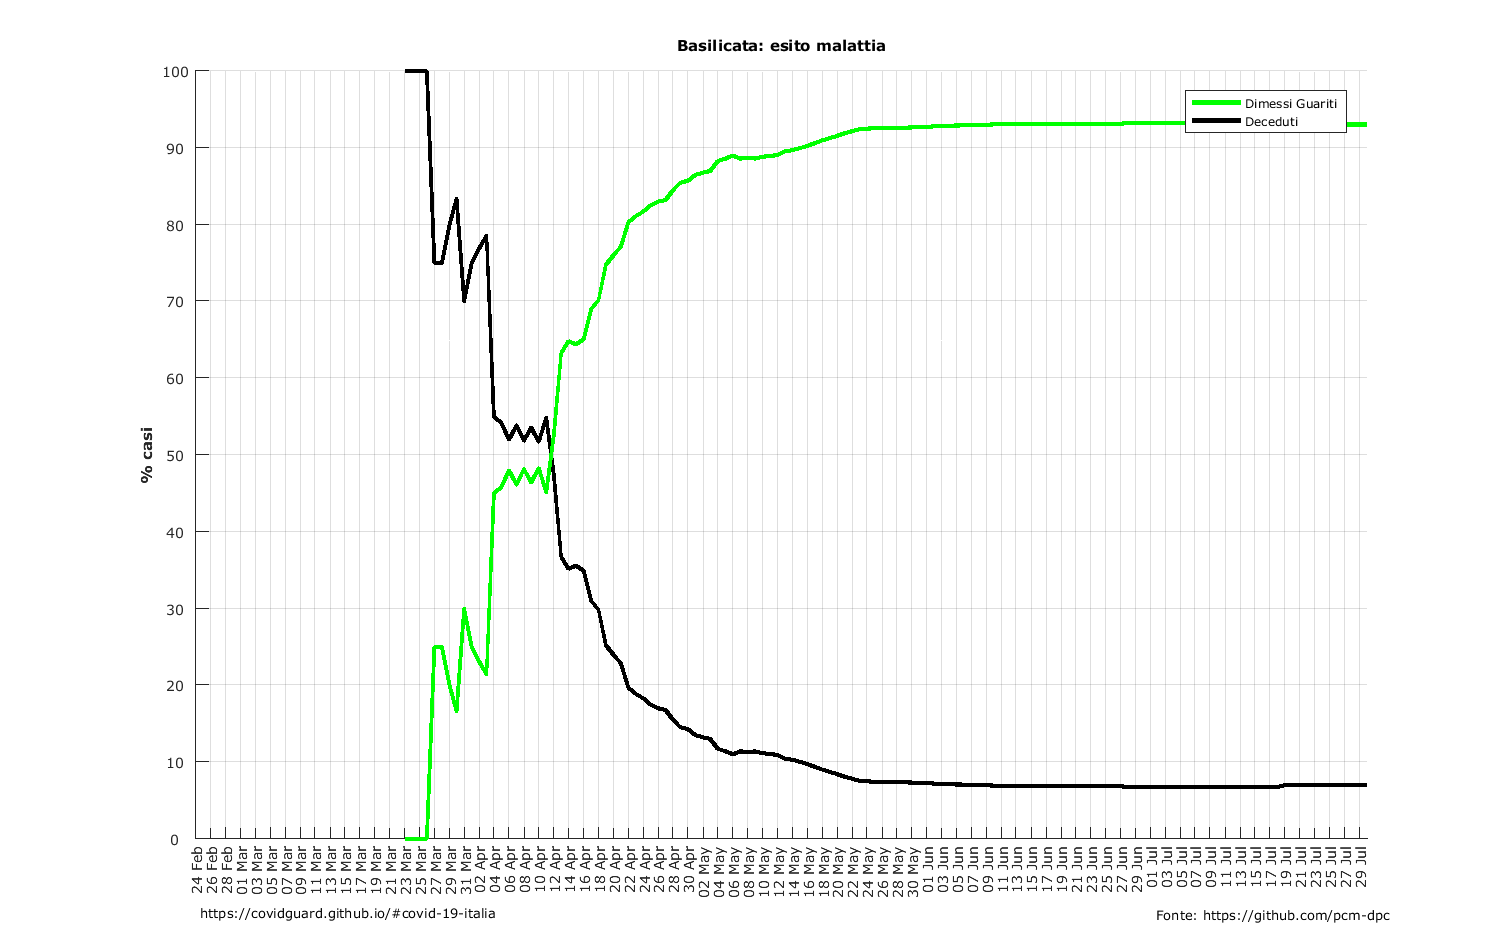 Basilicata: esito malattia
Dimessi Guariti
Deceduti
% casi
100
90
80
70
60
50
40
30
20
10
0
24 Feb
26 Feb
28 Feb
01 Mar
03 Mar
05 Mar
07 Mar
09 Mar
11 Mar
13 Mar
15 Mar
17 Mar
19 Mar
21 Mar
23 Mar
25 Mar
27 Mar
29 Mar
31 Mar
02 Apr
04 Apr
06 Apr
08 Apr
10 Apr
12 Apr
14 Apr
16 Apr
18 Apr
20 Apr
22 Apr
24 Apr
26 Apr
28 Apr
30 Apr
02 May
04 May
06 May
08 May
10 May
12 May
14 May
16 May
18 May
20 May
22 May
24 May
26 May
28 May
30 May
01 Jun
03 Jun
05 Jun
07 Jun
09 Jun
11 Jun
13 Jun
15 Jun
17 Jun
19 Jun
21 Jun
23 Jun
25 Jun
27 Jun
29 Jun
01 Jul
03 Jul
05 Jul
07 Jul
09 Jul
11 Jul
13 Jul
15 Jul
17 Jul
19 Jul
21 Jul
23 Jul
25 Jul
27 Jul
29 Jul
https://covidguard.github.io/#covid-19-italia
Fonte: https://github.com/pcm-dpc